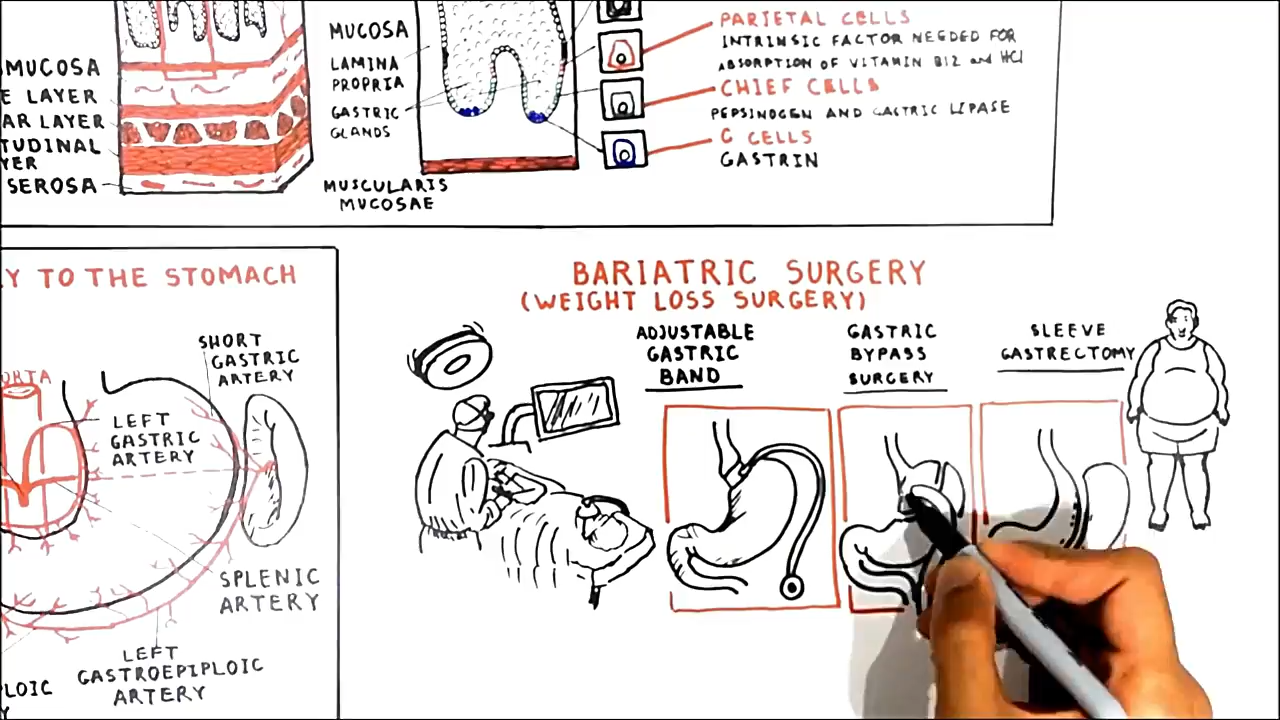 MUCOSA
E LAYER
AR LAYER
TUDINAL
YER
SEROSA
MUCOSA
LAMINA
PROPRIA
GASTRIC
GLANDS
MUSCULARIS
MUCOSAE
PARIETAL CELLS
INTRINSIC FACTOR NEEDED FOR
ABSORPTION OF VITAMIN B12 and HCl
CHIEF CELLS
PEPSINOGEN AND GASTRIC LIPASE
G CELLS
GASTRIN
Y TO THE STOMACH
SHORT
GASTRIC
ARTERY
ORTA
LEFT
GASTRIC
ARTERY
SPLENIC
ARTERY
LEFT
GASTROEPIPLOIC
ARTERY
LOIC
Y
BARIATRIC SURGERY
(WEIGHT LOSS SURGERY)
ADJUSTABLE
GASTRIC
BAND
GASTRIC
BYPASS
SURGERY
SLEEVE
GASTRECTOMY